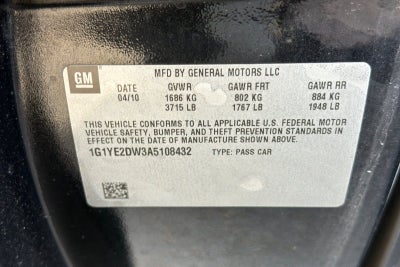 GM
MFD BY GENERAL MOTORS LLC
DATE GVWR GAWR FRT GAWR RR
04/10 1686 KG 802 KG 884 KG
3715 LB 1767 LB 1948 LB
THIS VEHICLE CONFORMS TO ALL APPLICABLE U.S. FEDERAL MOTOR
VEHICLE SAFETY, BUMPER, AND THEFT PREVENTION STANDARDS IN
EFFECT ON THE DATE OF MANUFACTURE SHOWN ABOVE.
1G1YE2DW3A5108432 TYPE: PASS CAR